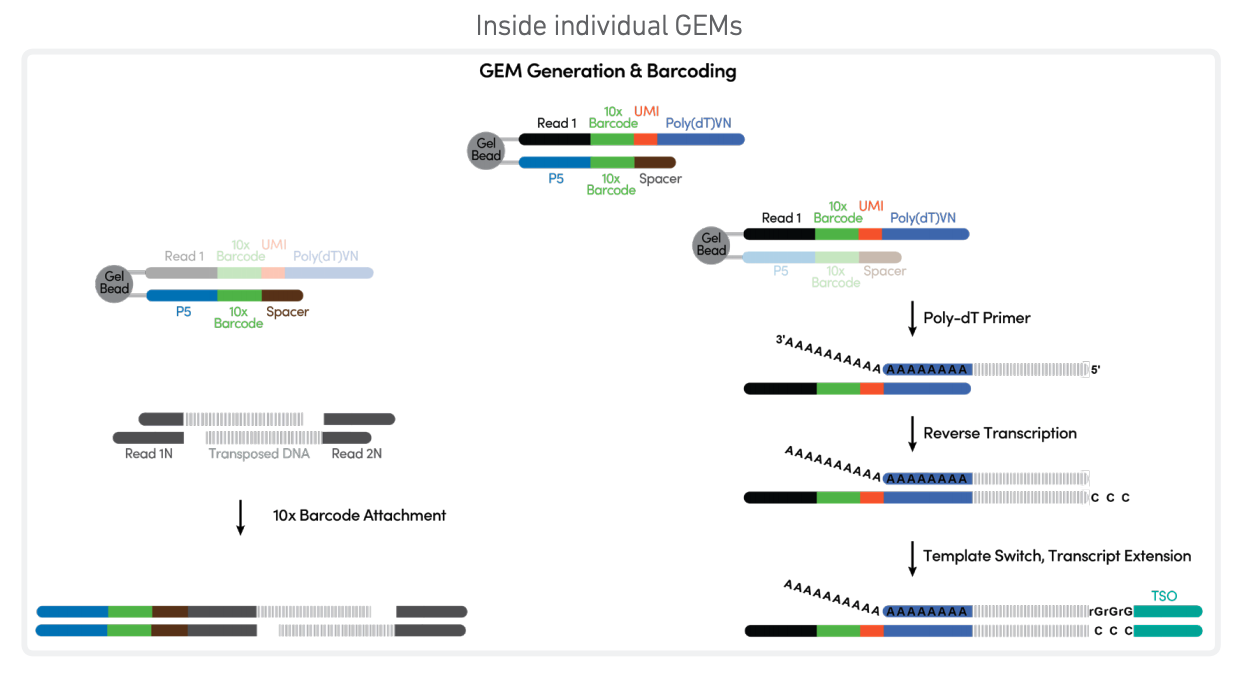 Inside individual GEMs
GEM Generation & Barcoding
10x UMI
Read 1 Barcode Poly(dT)VN
Gel
Bead
P5 10x Spacer
Barcode
10x UMI
Read 1 Barcode Poly(dT)VN
Gel
Bead
P5 10x Spacer
Barcode
10x UMI
Read 1 Barcode Poly(dT)VN
Gel
Bead
P5 10x Spacer
Barcode
Poly-dT Primer
3'AAAAAAAAAA AAAAAAAA 5'
Read 1N Transposed DNA Read 2N
Reverse Transcription
AAAAAAAAAA AAAAAAAA
C C C
10x Barcode Attachment
Template Switch, Transcript Extension
TSO
AAAAAAAAAA AAAAAAAA rGrGrG
C C C